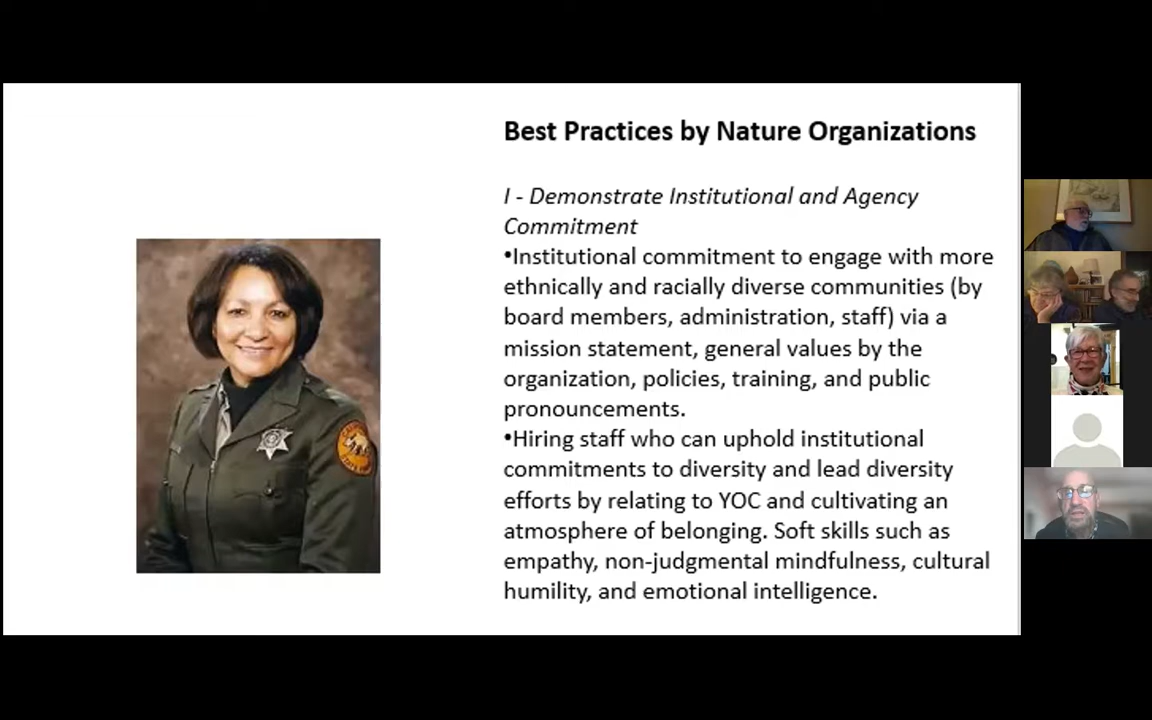 Best Practices by Nature Organizations
I - Demonstrate Institutional and Agency
Commitment
•Institutional commitment to engage with more
ethnically and racially diverse communities (by
board members, administration, staff) via a
mission statement, general values by the
organization, policies, training, and public
pronouncements.
•Hiring staff who can uphold institutional
commitments to diversity and lead diversity
efforts by relating to YOC and cultivating an
atmosphere of belonging. Soft skills such as
empathy, non-judgmental mindfulness, cultural
humility, and emotional intelligence.